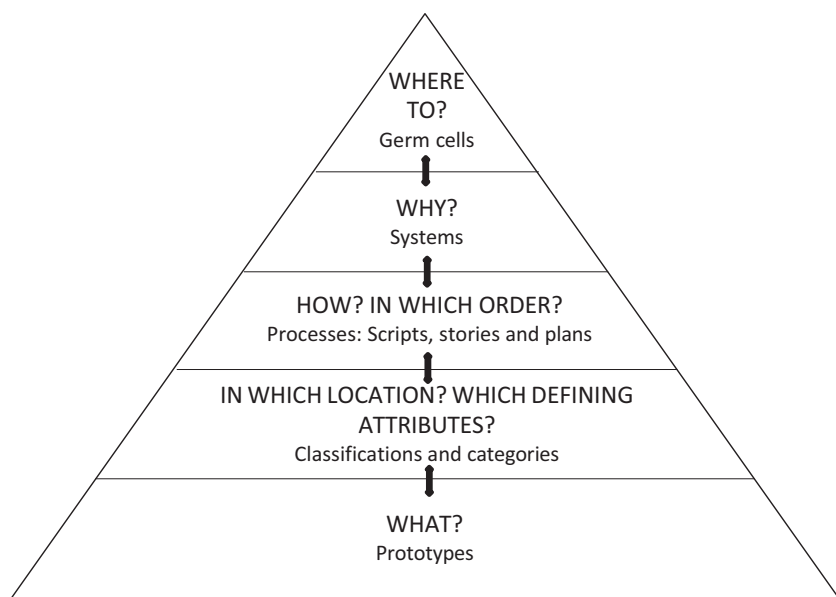 WHERE
TO?
Germ cells
WHY?
Systems
HOW? IN WHICH ORDER?
Processes: Scripts, stories and plans
IN WHICH LOCATION? WHICH DEFINING
ATTRIBUTES?
Classifications and categories
WHAT?
Prototypes